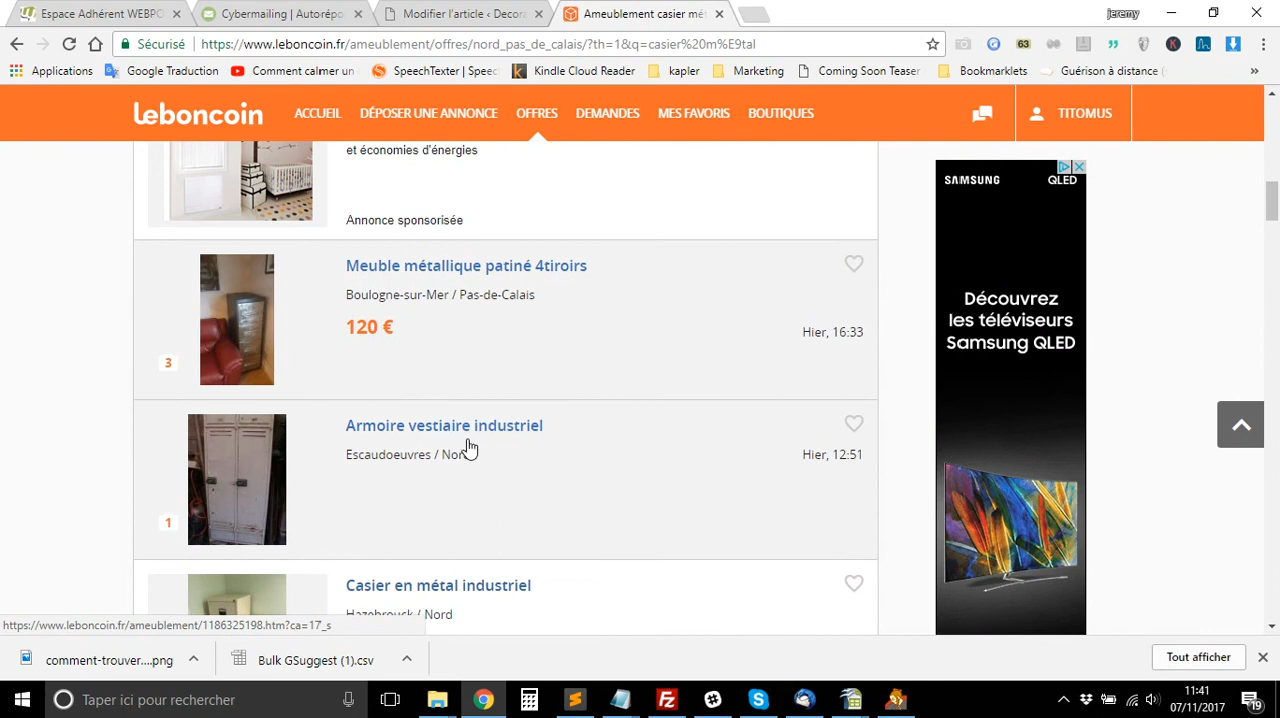 Espace Adhérent WEBPC
Cybermailing | Autorépo
Modifier l'article ‹ Decora
Ameublement casier mét
jeremy
Sécurisé
https://www.leboncoin.fr/ameublement/offres/nord_pas_de_calais/?th=1&q=casier%20m%E9tal
63
Applications
Google Traduction
Comment calmer un
SpeechTexter | Speec
Kindle Cloud Reader
kapler
Marketing
Coming Soon Teaser
Bookmarklets
Guérison à distance (
»
leboncoin
ACCUEIL
DÉPOSER UNE ANNONCE
OFFRES
DEMANDES
MES FAVORIS
BOUTIQUES
TITOMUS
et économies d'énergies
Annonce sponsorisée
Meuble métallique patiné 4tiroirs
Boulogne-sur-Mer / Pas-de-Calais
120 €
Hier, 16:33
3
Armoire vestiaire industriel
Escaudoeuvres / Nord
Hier, 12:51
1
Casier en métal industriel
Hazebrouck / Nord
SAMSUNG
QLED
Découvrez
les téléviseurs
Samsung QLED
https://www.leboncoin.fr/ameublement/1186325198.htm?ca=17_s
comment-trouver....png
Bulk GSuggest (1).csv
Tout afficher
Taper ici pour rechercher
11:41
07/11/2017
19